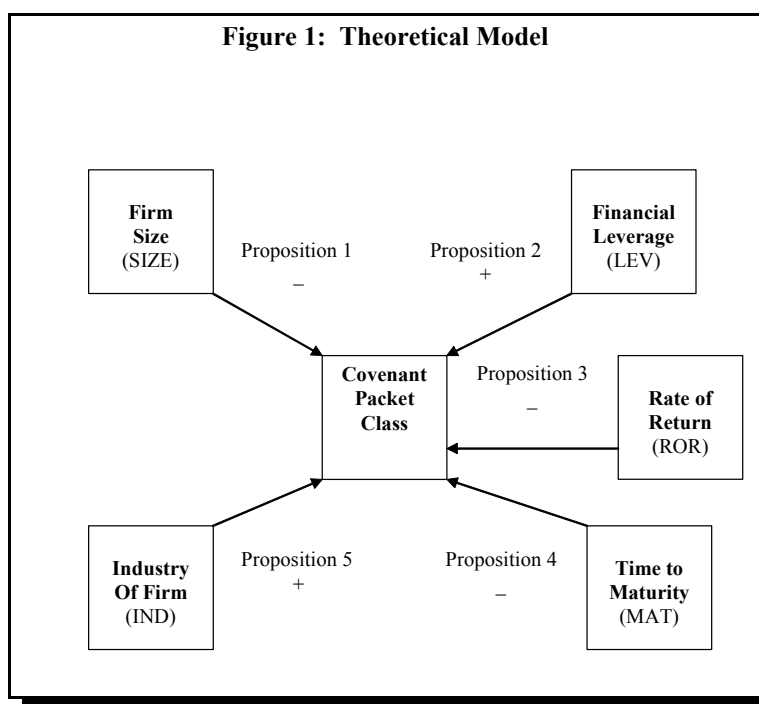 Figure 1: Theoretical Model
Firm
Size
(SIZE)
Proposition 1
–
Proposition 2
+
Financial
Leverage
(LEV)
Covenant
Packet
Class
Proposition 3
–
Rate of
Return
(ROR)
Industry
Of Firm
(IND)
Proposition 5
+
Proposition 4
–
Time to
Maturity
(MAT)